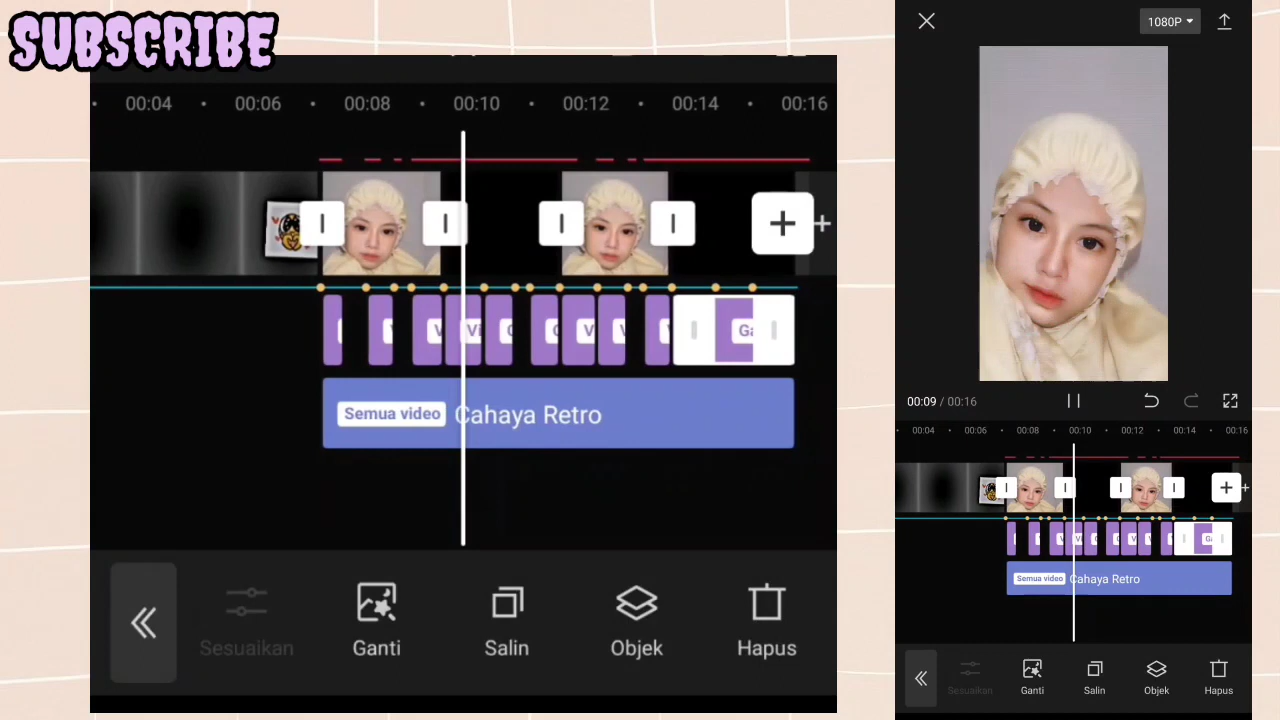 SUBSCRIBE
00:04 00:06 00:08 00:10 00:12 00:14 00:16
V V Vi G G V V V Ga
Semua video Cahaya Retro
Sesuaikan Ganti Salin Objek Hapus
1080P
00:09 / 00:16
00:04 00:06 00:08 00:10 00:12 00:14 00:16
Semua video Cahaya Retro
Sesuaikan Ganti Salin Objek Hapus